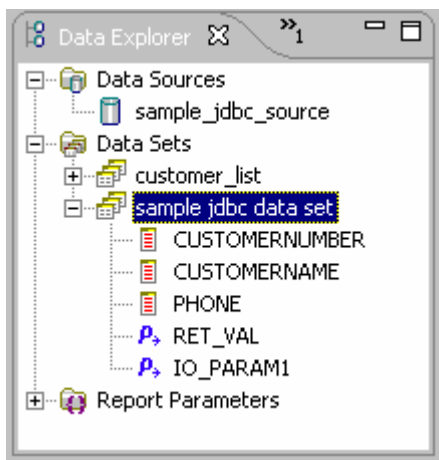 Data Explorer »1
Data Sources
sample_jdbc_source
Data Sets
customer_list
sample jdbc data set
CUSTOMERNUMBER
CUSTOMERNAME
PHONE
RET_VAL
IO_PARAM1
Report Parameters